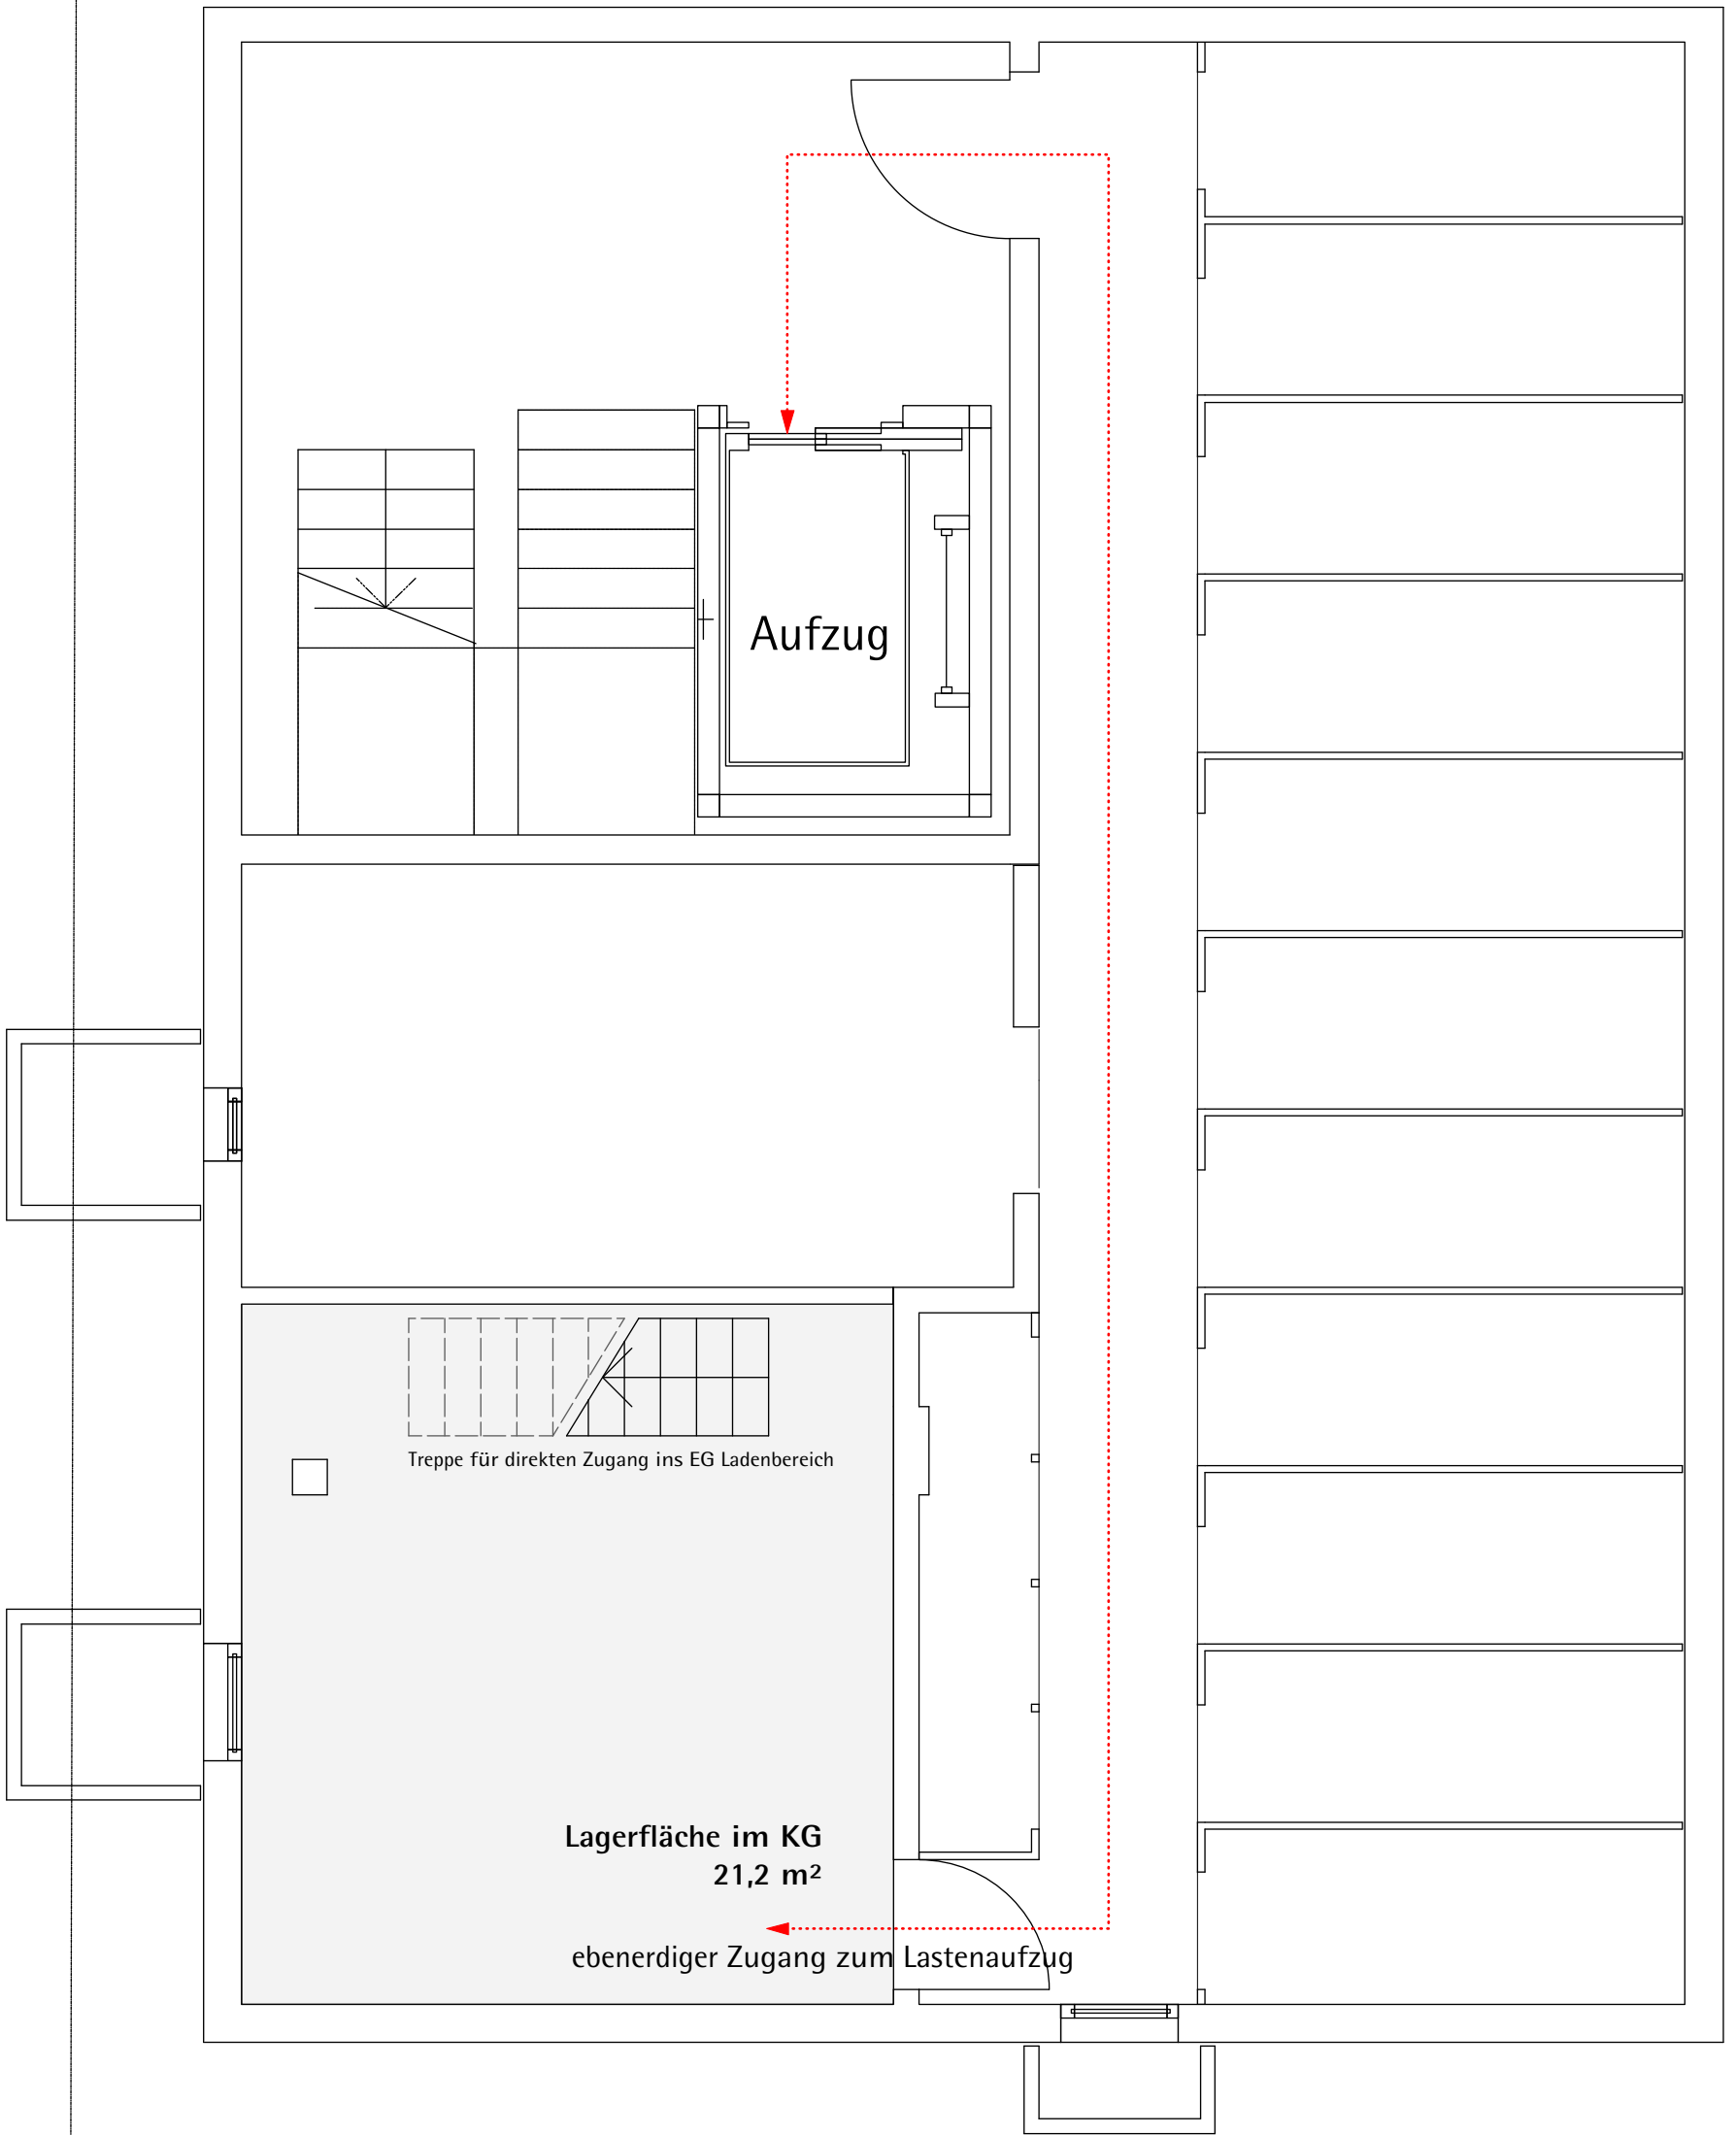 Aufzug
Treppe für direkten Zugang ins EG Ladenbereich
Lagerfläche im KG
21,2 m²
ebenerdiger Zugang zum Lastenaufzug